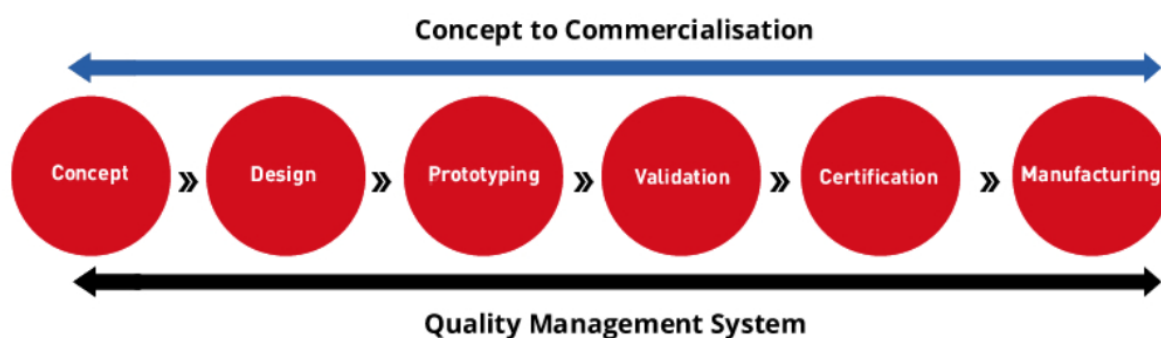 Concept to Commercialisation
Concept » Design » Prototyping » Validation » Certification » Manufacturing
Quality Management System